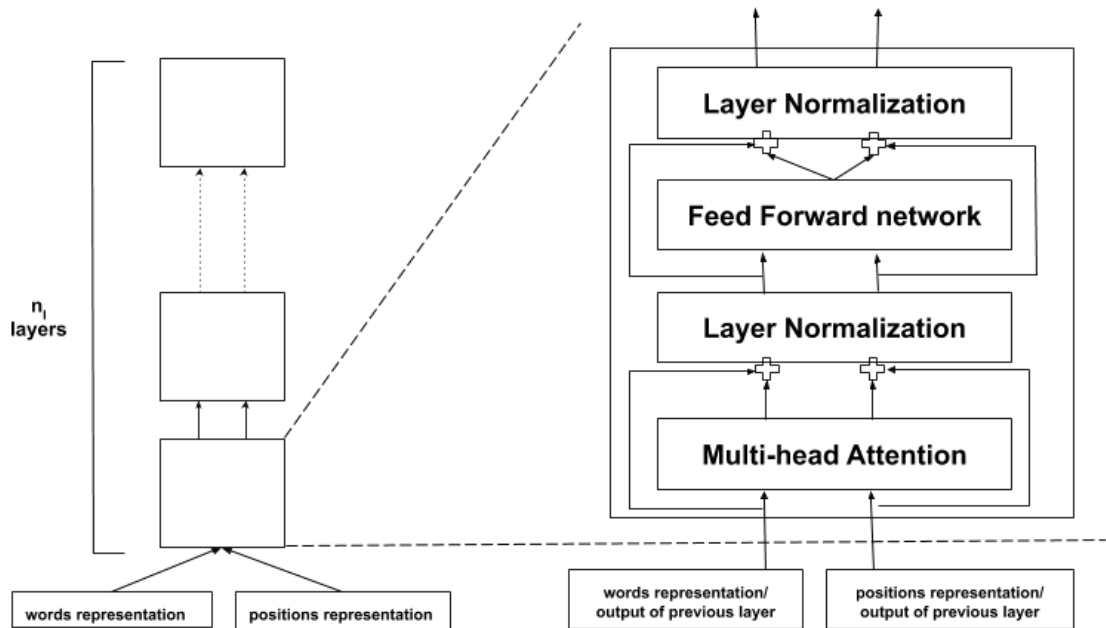 n_l
layers
words representation
positions representation
Layer Normalization
Feed Forward network
Layer Normalization
Multi-head Attention
words representation/
output of previous layer
positions representation/
output of previous layer